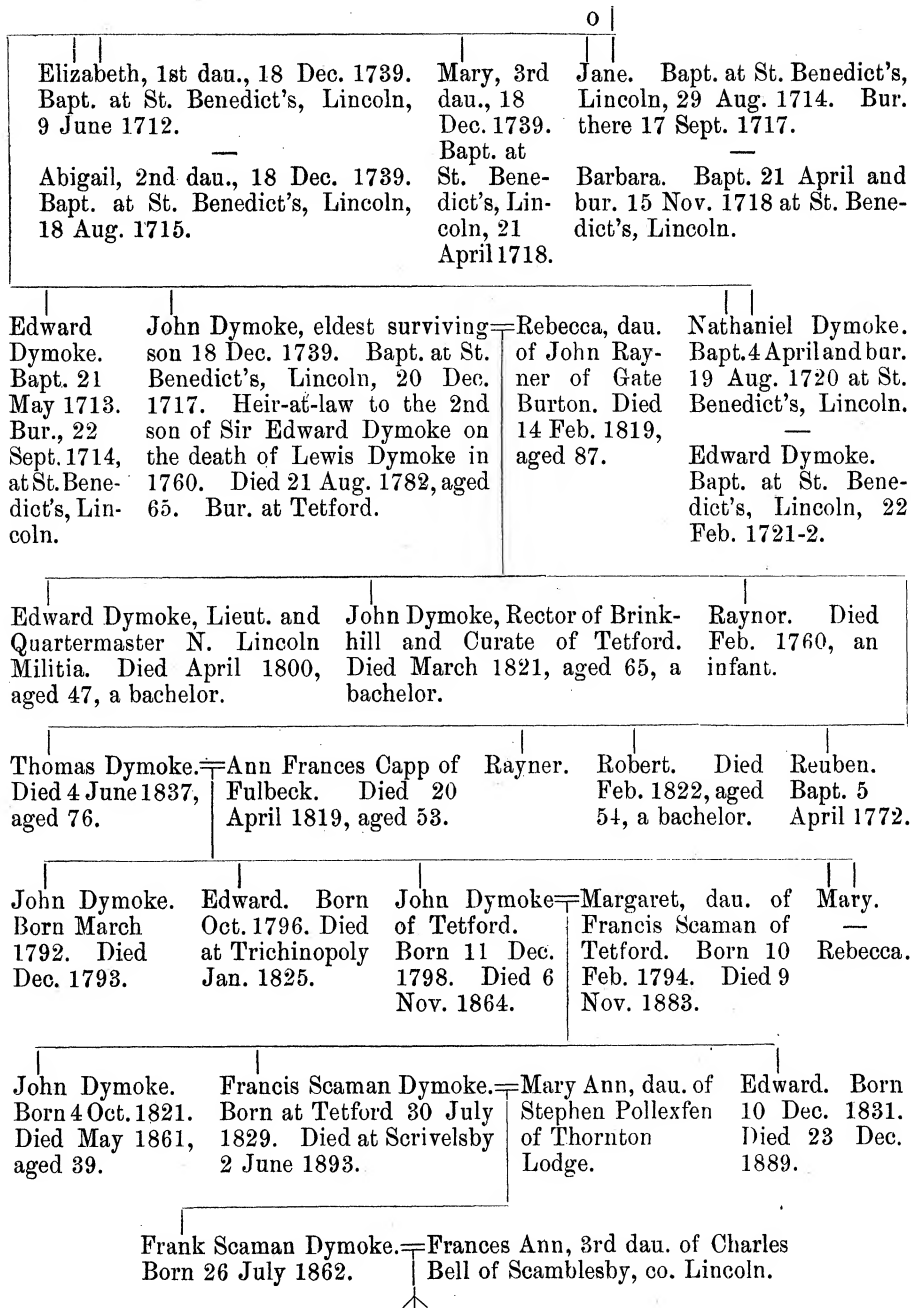 o
Elizabeth, 1st dau., 18 Dec. 1739.
Bapt. at St. Benedict's, Lincoln,
9 June 1712.
—
Abigail, 2nd dau., 18 Dec. 1739.
Bapt. at St. Benedict's, Lincoln,
18 Aug. 1715.
Mary, 3rd
dau., 18
Dec. 1739.
Bapt. at
St. Bene-
dict's, Lin-
coln, 21
April 1718.
Jane. Bapt. at St. Benedict's,
Lincoln, 29 Aug. 1714. Bur.
there 17 Sept. 1717.
—
Barbara. Bapt. 21 April and
bur. 15 Nov. 1718 at St. Bene-
dict's, Lincoln.
Edward
Dymoke.
Bapt. 21
May 1713.
Bur., 22
Sept. 1714,
at St. Bene-
dict's, Lin-
coln.
John Dymoke, eldest surviving
son 18 Dec. 1739. Bapt. at St.
Benedict's, Lincoln, 20 Dec.
1717. Heir-at-law to the 2nd
son of Sir Edward Dymoke on
the death of Lewis Dymoke in
1760. Died 21 Aug. 1782, aged
65. Bur. at Tetford.
Rebecca, dau.
of John Ray-
ner of Gate
Burton. Died
14 Feb. 1819,
aged 87.
Nathaniel Dymoke.
Bapt. 4 April and bur.
19 Aug. 1720 at St.
Benedict's, Lincoln.
—
Edward Dymoke.
Bapt. at St. Bene-
dict's, Lincoln, 22
Feb. 1721-2.
Edward Dymoke, Lieut. and
Quartermaster N. Lincoln
Militia. Died April 1800,
aged 47, a bachelor.
John Dymoke, Rector of Brink-
hill and Curate of Tetford.
Died March 1821, aged 65, a
bachelor.
Raynor. Died
Feb. 1760, an
infant.
Thomas Dymoke.
Died 4 June 1837,
aged 76.
Ann Frances Capp of
Fulbeck. Died 20
April 1819, aged 53.
Rayner.
Robert. Died
Feb. 1822, aged
54, a bachelor.
Reuben.
Bapt. 5
April 1772.
John Dymoke.
Born March
1792. Died
Dec. 1793.
Edward. Born
Oct. 1796. Died
at Trichinopoly
Jan. 1825.
John Dymoke
of Tetford.
Born 11 Dec.
1798. Died 6
Nov. 1864.
Margaret, dau. of
Francis Scaman of
Tetford. Born 10
Feb. 1794. Died 9
Nov. 1883.
Mary.
—
Rebecca.
John Dymoke.
Born 4 Oct. 1821.
Died May 1861,
aged 39.
Francis Scaman Dymoke.
Born at Tetford 30 July
1829. Died at Scrivelsby
2 June 1893.
Mary Ann, dau. of
Stephen Pollexfen
of Thornton
Lodge.
Edward. Born
10 Dec. 1831.
Died 23 Dec.
1889.
Frank Scaman Dymoke.
Born 26 July 1862.
Frances Ann, 3rd dau. of Charles
Bell of Scamblesby, co. Lincoln.